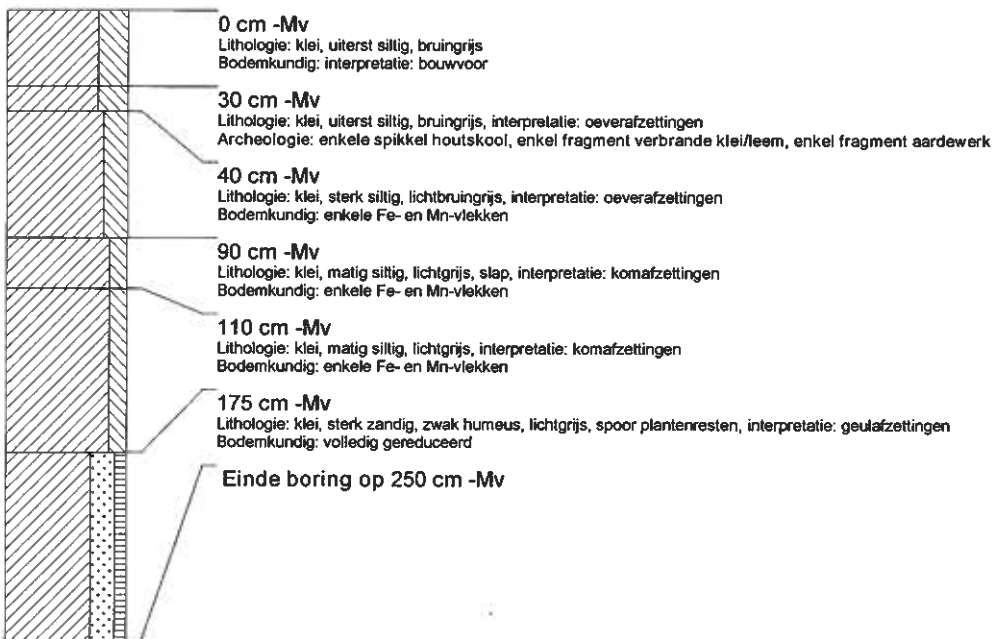 0 cm -Mv
Lithologie: klei, uiterst siltig, bruingrijs
Bodemkundig: interpretatie: bouwvoor
30 cm -Mv
Lithologie: klei, uiterst siltig, bruingrijs, interpretatie: oeverafzettingen
Archeologie: enkele spikkel houtskool, enkel fragment verbrande klei/leem, enkel fragment aardewerk
40 cm -Mv
Lithologie: klei, sterk siltig, lichtbruingrijs, interpretatie: oeverafzettingen
Bodemkundig: enkele Fe- en Mn-vlekken
90 cm -Mv
Lithologie: klei, matig siltig, lichtgrijs, slap, interpretatie: komafzettingen
Bodemkundig: enkele Fe- en Mn-vlekken
110 cm -Mv
Lithologie: klei, matig siltig, lichtgrijs, interpretatie: komafzettingen
Bodemkundig: enkele Fe- en Mn-vlekken
175 cm -Mv
Lithologie: klei, sterk zandig, zwak humeus, lichtgrijs, spoor plantenresten, interpretatie: geulafzettingen
Bodemkundig: volledig gereduceerd
Einde boring op 250 cm -Mv